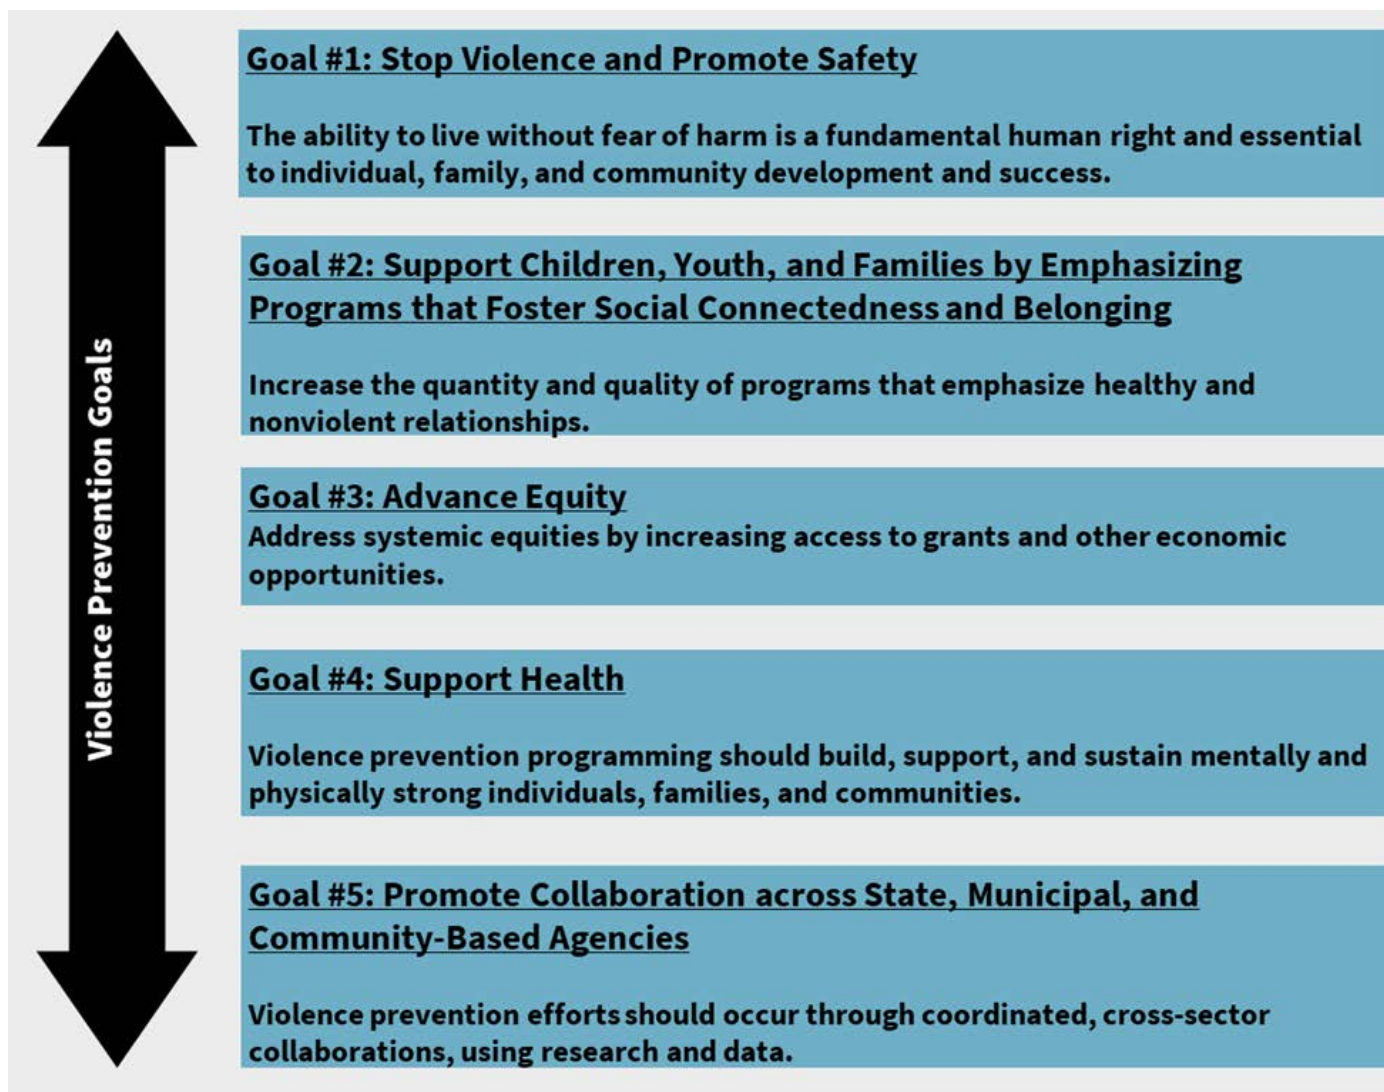 Violence Prevention Goals
Goal #1: Stop Violence and Promote Safety
The ability to live without fear of harm is a fundamental human right and essential
to individual, family, and community development and success.
Goal #2: Support Children, Youth, and Families by Emphasizing
Programs that Foster Social Connectedness and Belonging
Increase the quantity and quality of programs that emphasize healthy and
nonviolent relationships.
Goal #3: Advance Equity
Address systemic equities by increasing access to grants and other economic
opportunities.
Goal #4: Support Health
Violence prevention programming should build, support, and sustain mentally and
physically strong individuals, families, and communities.
Goal #5: Promote Collaboration across State, Municipal, and
Community-Based Agencies
Violence prevention efforts should occur through coordinated, cross-sector
collaborations, using research and data.